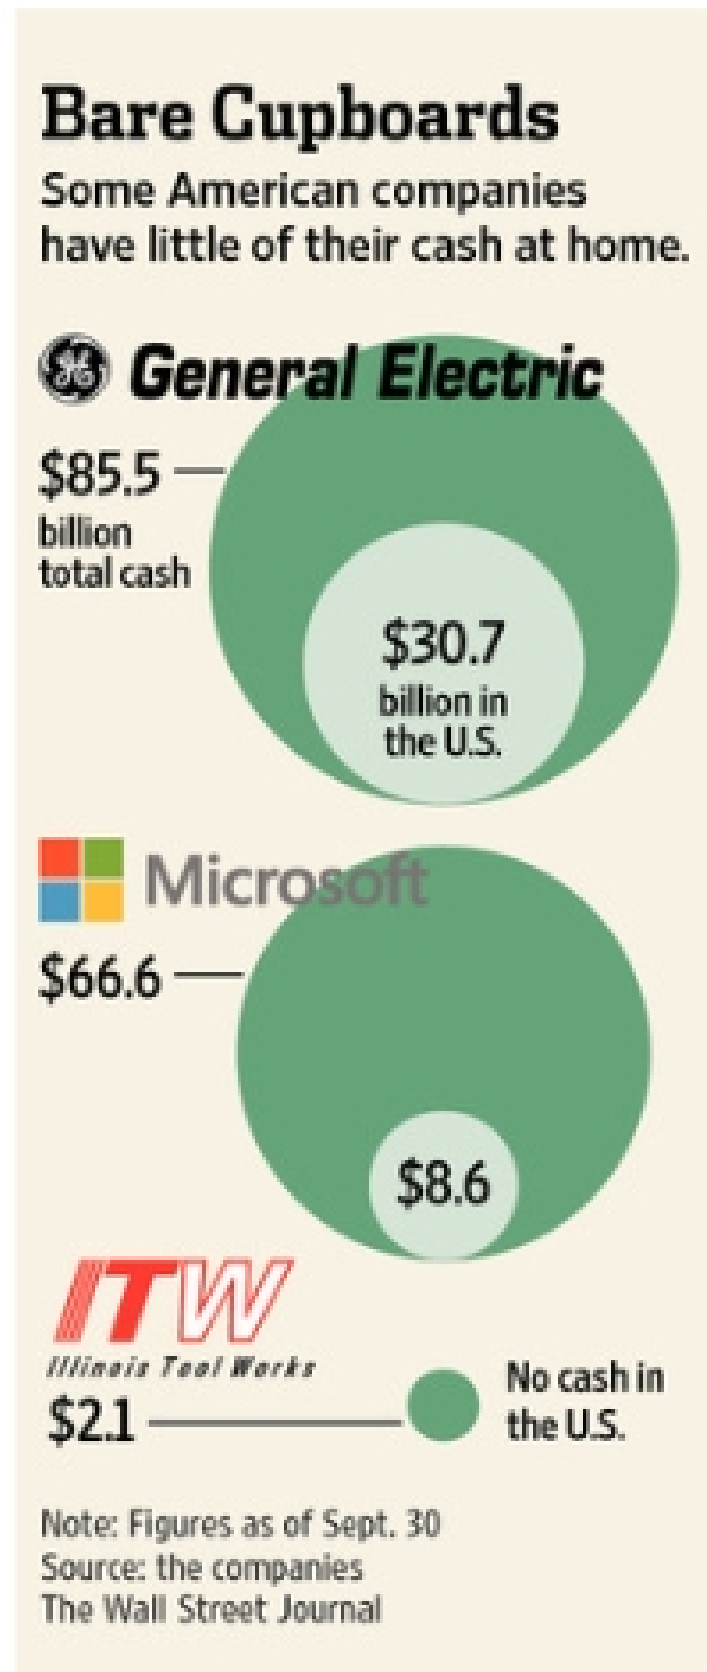 Bare Cupboards
Some American companies
have little of their cash at home.
GE General Electric
$85.5
billion
total cash
$30.7
billion in
the U.S.
Microsoft
$66.6
$8.6
ITW
Illinois Tool Works
$2.1
No cash in
the U.S.
Note: Figures as of Sept. 30
Source: the companies
The Wall Street Journal